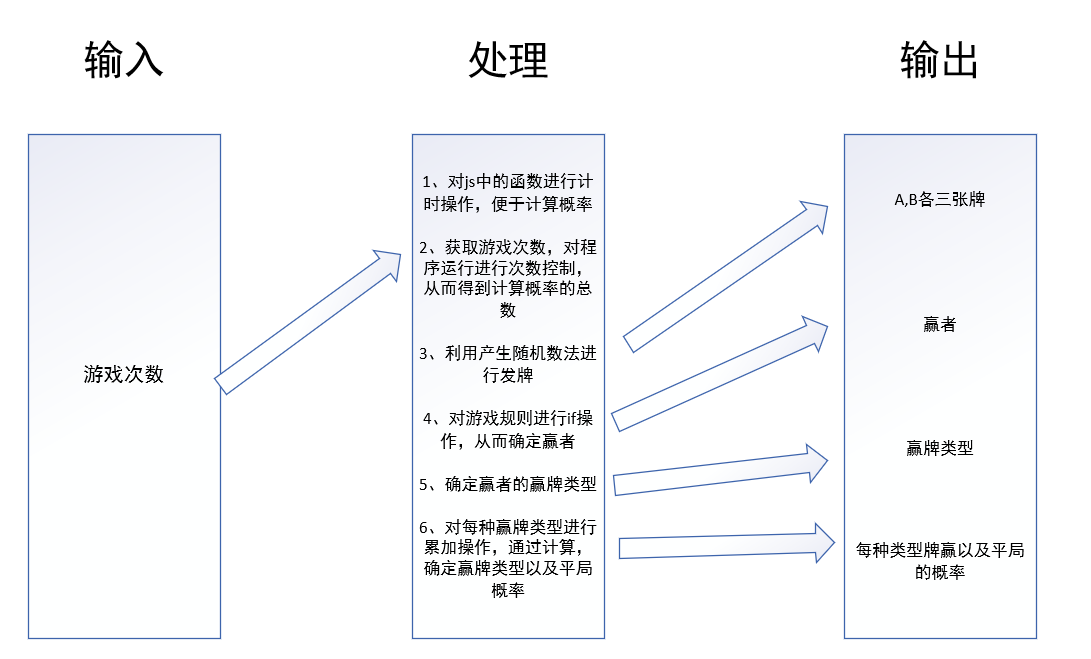 输入
处理
输出
游戏次数
1、对js中的函数进行计
时操作，便于计算概率
2、获取游戏次数，对程
序运行进行次数控制，
从而得到计算概率的总
数
3、利用产生随机数法进
行发牌
4、对游戏规则进行if操
作，从而确定赢者
5、确定赢者的赢牌类型
6、对每种赢牌类型进行
累加操作，通过计算，
确定赢牌类型以及平局
概率
A,B各三张牌
赢者
赢牌类型
每种类型牌赢以及平局
的概率